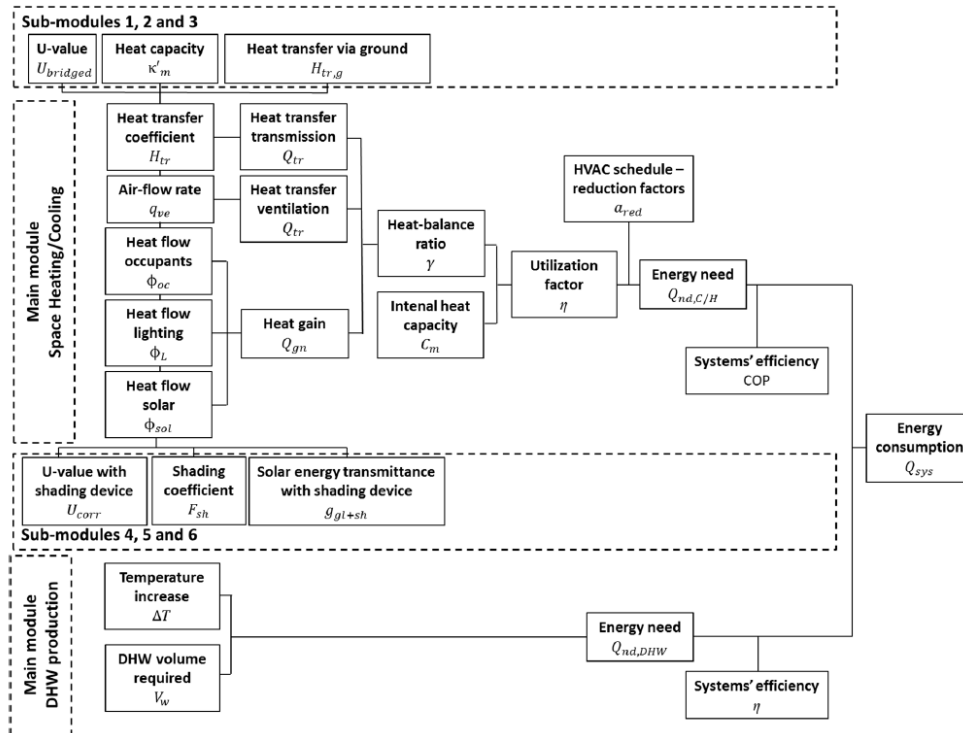 Sub-modules 1, 2 and 3
U-value
U_bridged
Heat capacity
κ′_m
Heat transfer via ground
H_tr,g
Main module
Space Heating/Cooling
Heat transfer
coefficient
H_tr
Heat transfer
transmission
Q_tr
Air-flow rate
q_ve
Heat transfer
ventilation
Q_tr
Heat flow
occupants
ϕ_oc
Heat flow
lighting
ϕ_L
Heat flow
solar
ϕ_sol
Heat gain
Q_gn
Heat-balance
ratio
γ
Intenal heat
capacity
C_m
Utilization
factor
η
HVAC schedule –
reduction factors
a_red
Energy need
Q_nd,C/H
Systems’ efficiency
COP
Energy
consumption
Q_sys
U-value with
shading device
U_corr
Shading
coefficient
F_sh
Solar energy transmittance
with shading device
g_gl+sh
Sub-modules 4, 5 and 6
Main module
DHW production
Temperature
increase
ΔT
DHW volume
required
V_w
Energy need
Q_nd,DHW
Systems’ efficiency
η